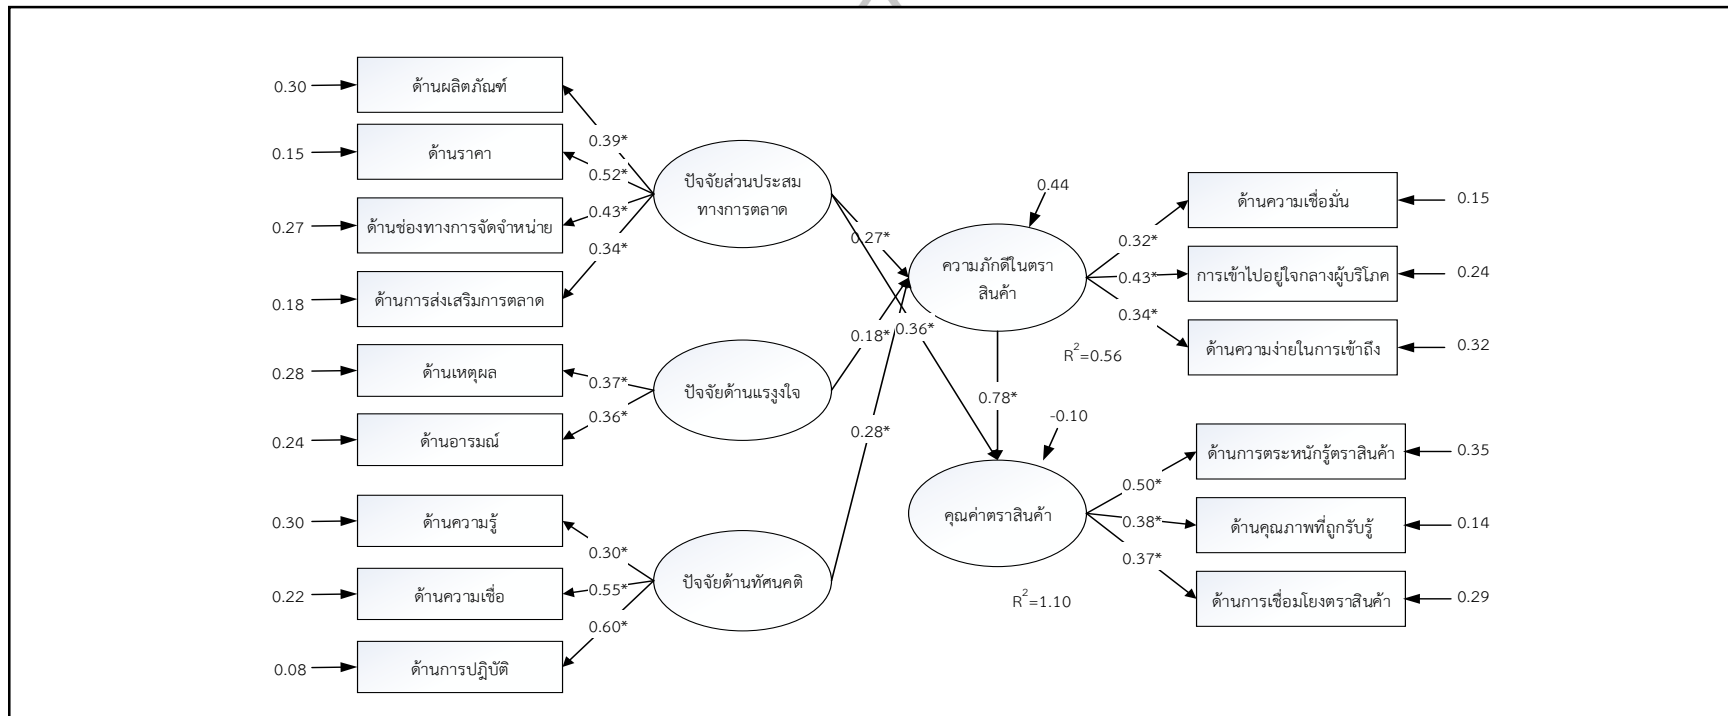 0.30
ด้านผลิตภัณฑ์
0.39*
0.15
ด้านราคา
0.52*
0.27
ด้านช่องทางการจัดจำหน่าย
0.43*
0.18
ด้านการส่งเสริมการตลาด
0.34*
ปัจจัยส่วนประสม
ทางการตลาด
0.28
ด้านเหตุผล
0.37*
0.24
ด้านอารมณ์
0.36*
ปัจจัยด้านแรงูงใจ
0.30
ด้านความรู้
0.30*
0.22
ด้านความเชื่อ
0.55*
0.08
ด้านการปฎิบัติ
0.60*
ปัจจัยด้านทัศนคติ
0.27*
0.18*
0.36*
0.28*
0.44
ความภักดีในตรา
สินค้า
R²=0.56
0.78*
-0.10
คุณค่าตราสินค้า
R²=1.10
0.32*
ด้านความเชื่อมั่น
0.15
0.43*
การเข้าไปอยู่ใจกลางผู้บริโภค
0.24
0.34*
ด้านความง่ายในการเข้าถึง
0.32
0.50*
ด้านการตระหนักรู้ตราสินค้า
0.35
0.38*
ด้านคุณภาพที่ถูกรับรู้
0.14
0.37*
ด้านการเชื่อมโยงตราสินค้า
0.29